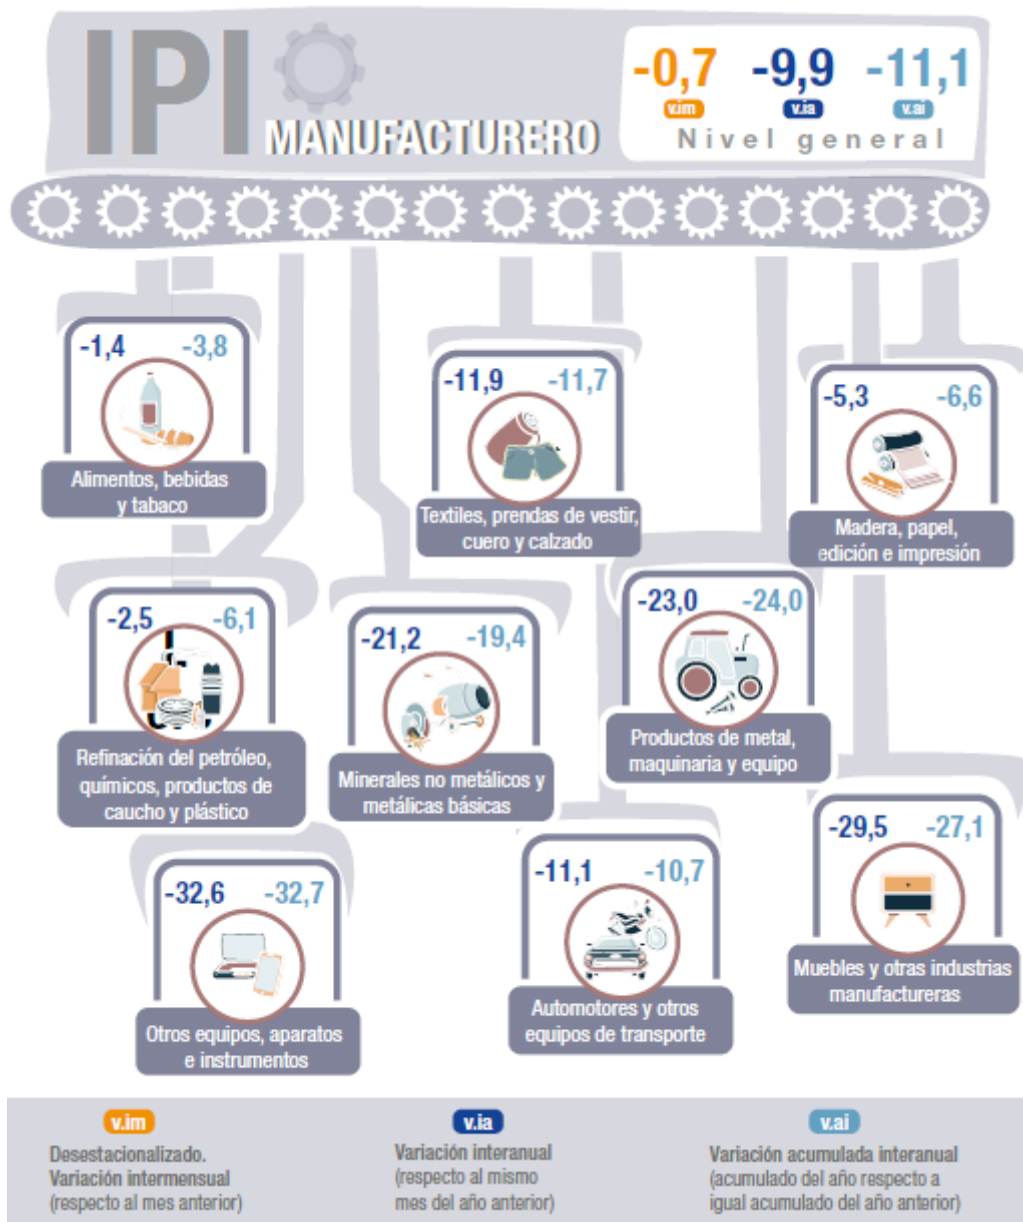 IPI
MANUFACTURERO
-0,7 -9,9 -11,1
v.im v.ia v.ai
Nivel general
-1,4 -3,8
Alimentos, bebidas
y tabaco
-11,9 -11,7
Textiles, prendas de vestir,
cuero y calzado
-5,3 -6,6
Madera, papel,
edición e impresión
-2,5 -6,1
Refinación del petróleo,
químicos, productos de
caucho y plástico
-21,2 -19,4
Minerales no metálicos y
metálicas básicas
-23,0 -24,0
Productos de metal,
maquinaria y equipo
-32,6 -32,7
Otros equipos, aparatos
e instrumentos
-11,1 -10,7
Automotores y otros
equipos de transporte
-29,5 -27,1
Muebles y otras industrias
manufactureras
v.im
Desestacionalizado.
Variación intermensual
(respecto al mes anterior)
v.ia
Variación interanual
(respecto al mismo
mes del año anterior)
v.ai
Variación acumulada interanual
(acumulado del año respecto a
igual acumulado del año anterior)